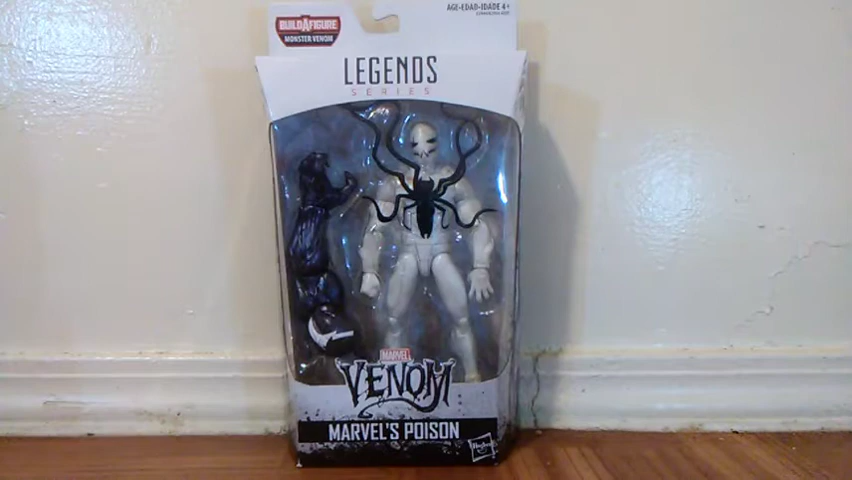 BUILD A FIGURE
MONSTER VENOM
AGE-EDAD-IDADE 4+
LEGENDS
SERIES
MARVEL
VENOM
MARVEL'S POISON
Hasbro